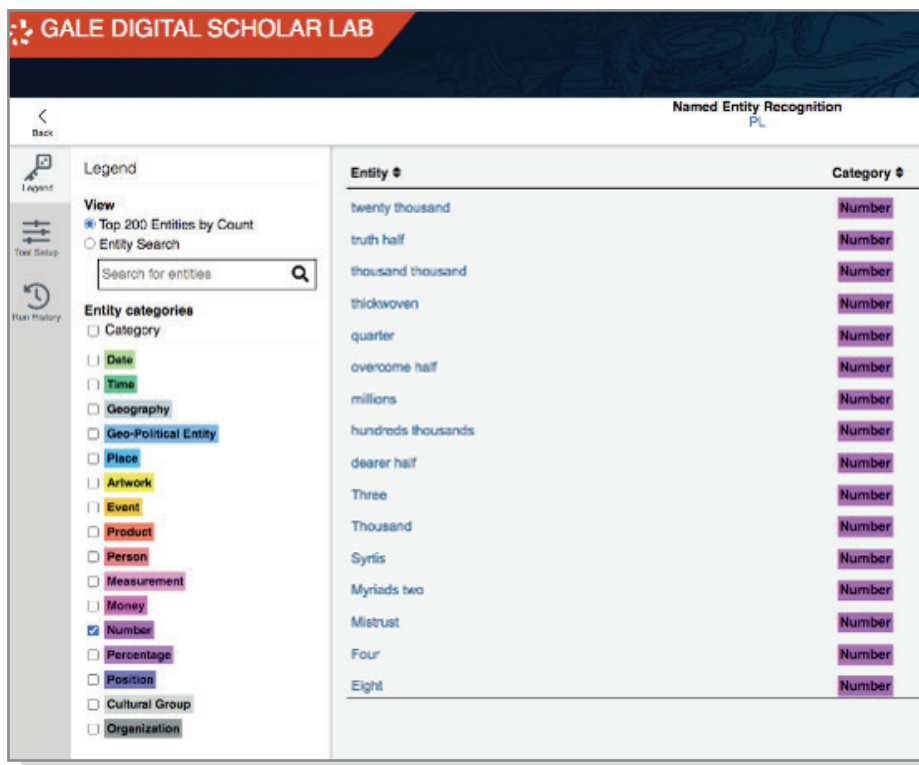 GALE DIGITAL SCHOLAR LAB
Named Entity Recognition
PL
Back
Legend
Tool Setup
Run History
Legend
View
Top 200 Entities by Count
Entity Search
Search for entities
Entity categories
Category
Date
Time
Geography
Geo-Political Entity
Place
Artwork
Event
Product
Person
Measurement
Money
Number
Percentage
Position
Cultural Group
Organization
Entity Category
twenty thousand Number
truth half Number
thousand thousand Number
thickwoven Number
quarter Number
overcome half Number
millions Number
hundreds thousands Number
dearer half Number
Three Number
Thousand Number
Syrtis Number
Myriads two Number
Mistrust Number
Four Number
Eight Number